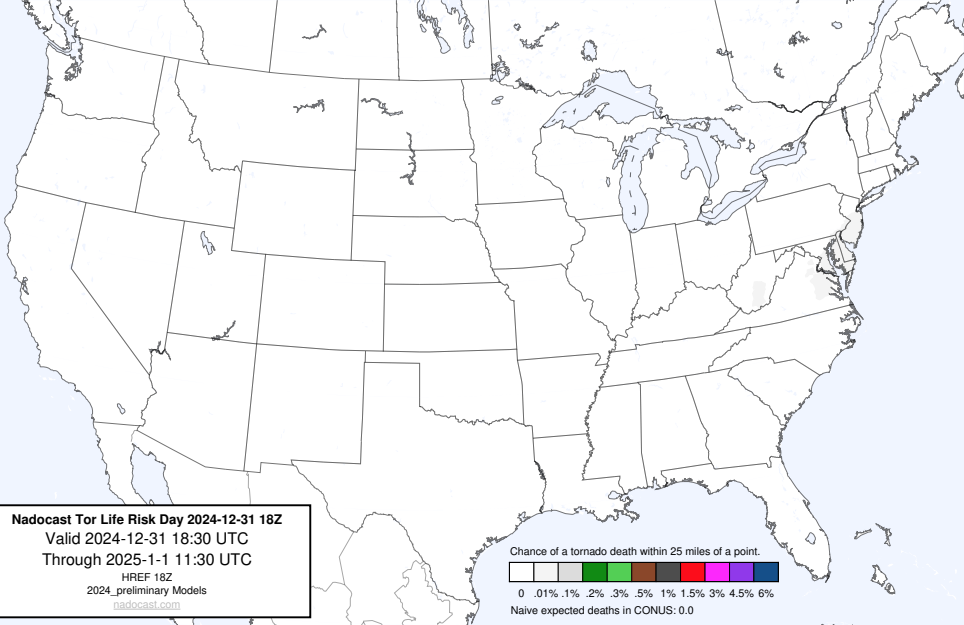 Nadocast Tor Life Risk Day 2024-12-31 18Z
Valid 2024-12-31 18:30 UTC
Through 2025-1-1 11:30 UTC
HREF 18Z
2024_preliminary Models
nadocast.com
Chance of a tornado death within 25 miles of a point.
0 .01% .1% .2% .3% .5% 1% 1.5% 3% 4.5% 6%
Naive expected deaths in CONUS: 0.0